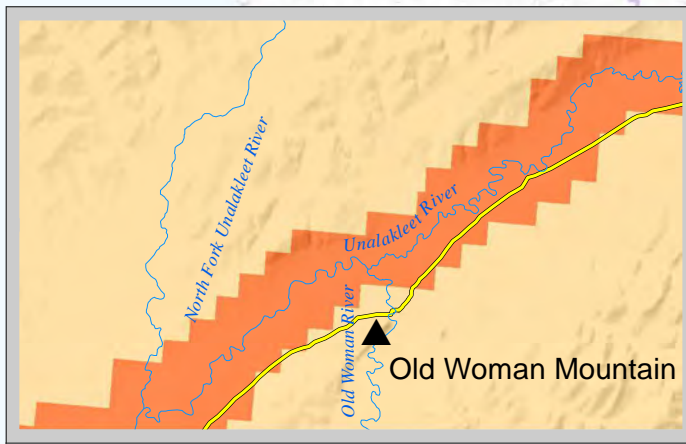 North Fork Unalakleet River
Unalakleet River
Old Woman River
Old Woman Mountain